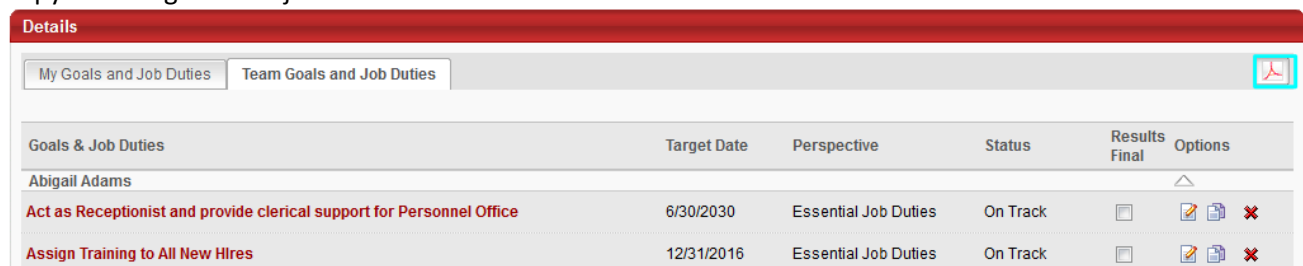 Details
My Goals and Job Duties Team Goals and Job Duties
Goals & Job Duties Target Date Perspective Status Results Final Options
Abigail Adams
Act as Receptionist and provide clerical support for Personnel Office 6/30/2030 Essential Job Duties On Track
Assign Training to All New HIres 12/31/2016 Essential Job Duties On Track